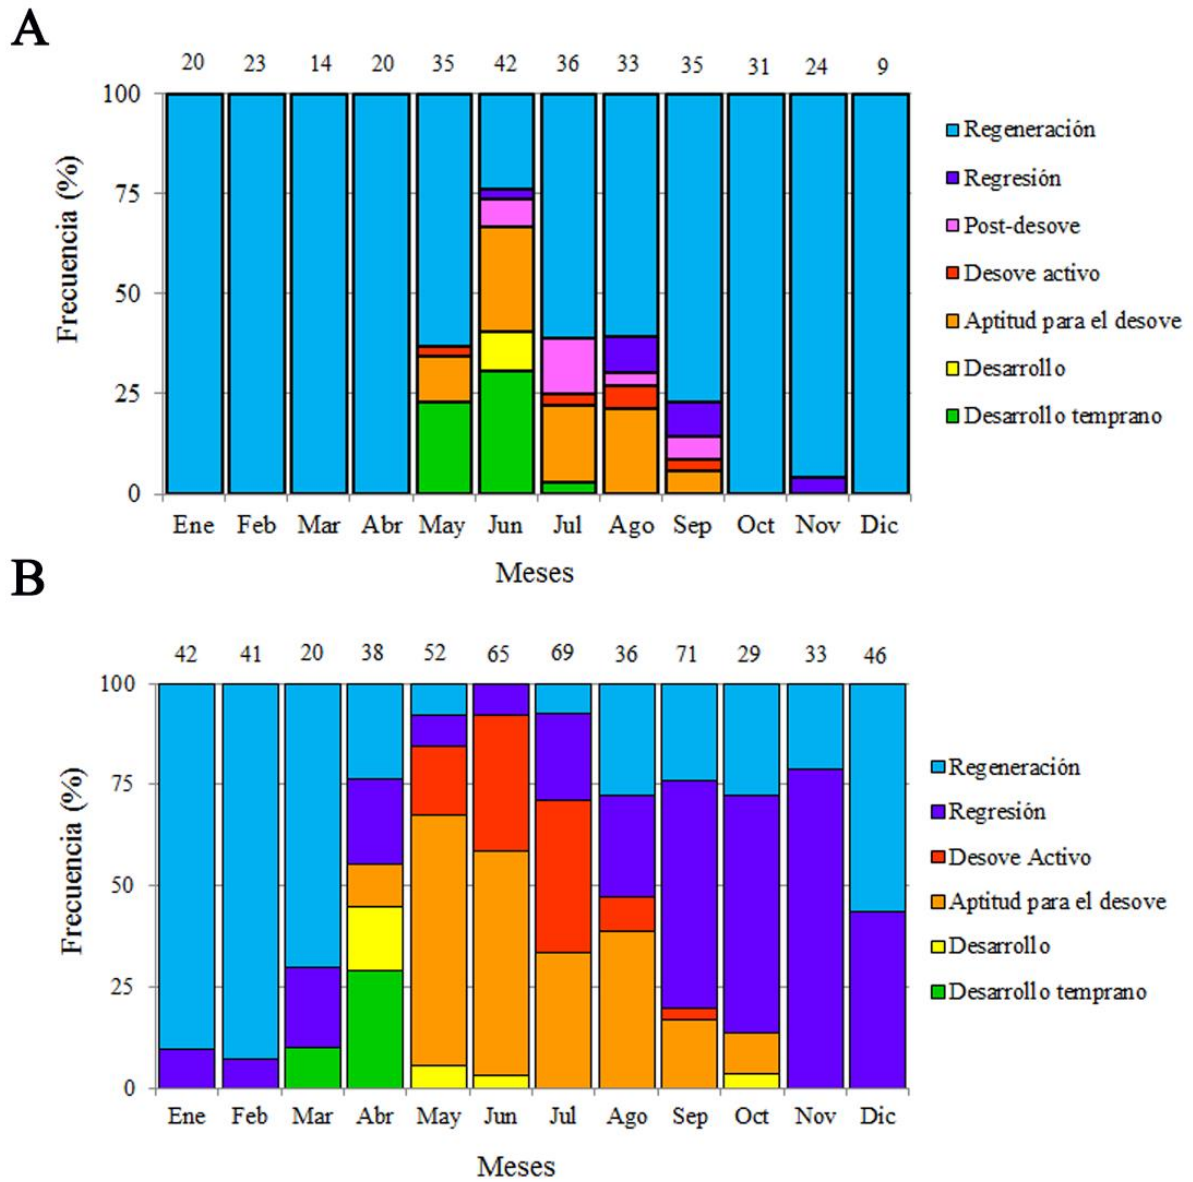 A
20 23 14 20 35 42 36 33 35 31 24 9
100
75
50
25
0
Frecuencia (%)
Ene Feb Mar Abr May Jun Jul Ago Sep Oct Nov Dic
Meses
Regeneración
Regresión
Post-desove
Desove activo
Aptitud para el desove
Desarrollo
Desarrollo temprano
B
42 41 20 38 52 65 69 36 71 29 33 46
100
75
50
25
0
Frecuencia (%)
Ene Feb Mar Abr May Jun Jul Ago Sep Oct Nov Dic
Meses
Regeneración
Regresión
Desove Activo
Aptitud para el desove
Desarrollo
Desarrollo temprano